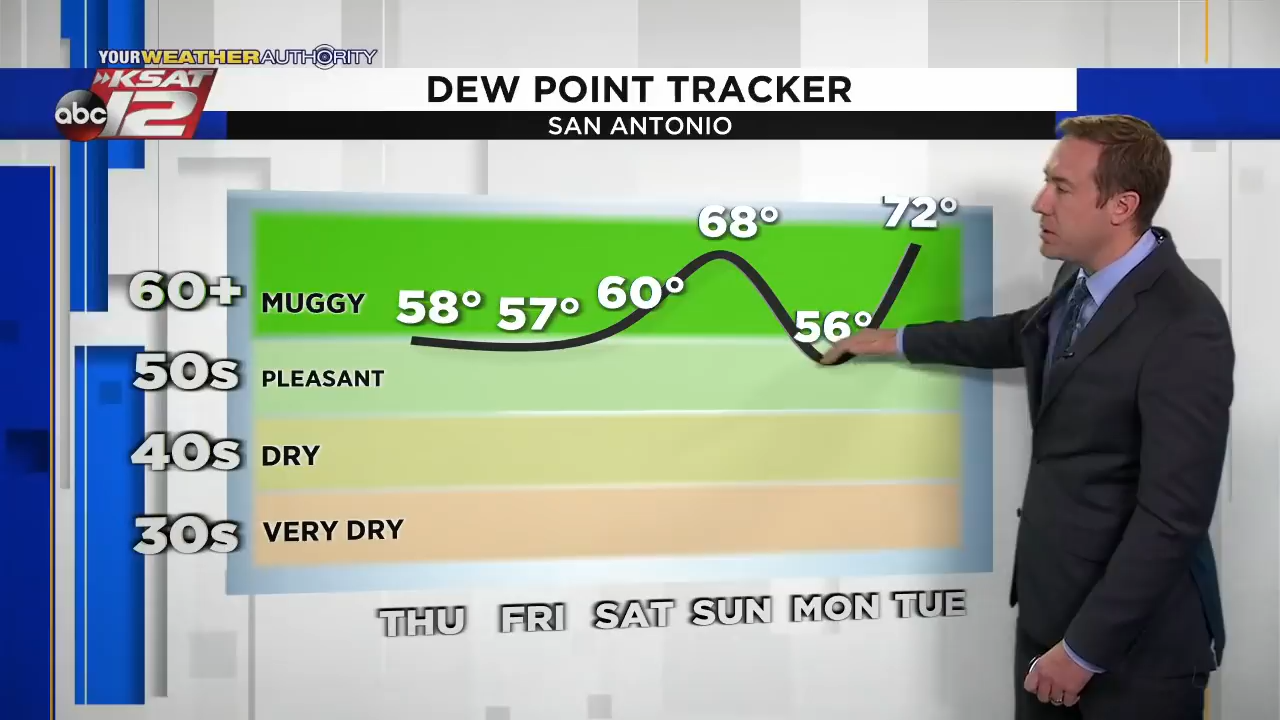 YOUR WEATHER AUTHORITY
KSAT
abc 12
DEW POINT TRACKER
SAN ANTONIO
68° 72°
60+ MUGGY 58° 57° 60° 56°
50s PLEASANT
40s DRY
30s VERY DRY
THU FRI SAT SUN MON TUE